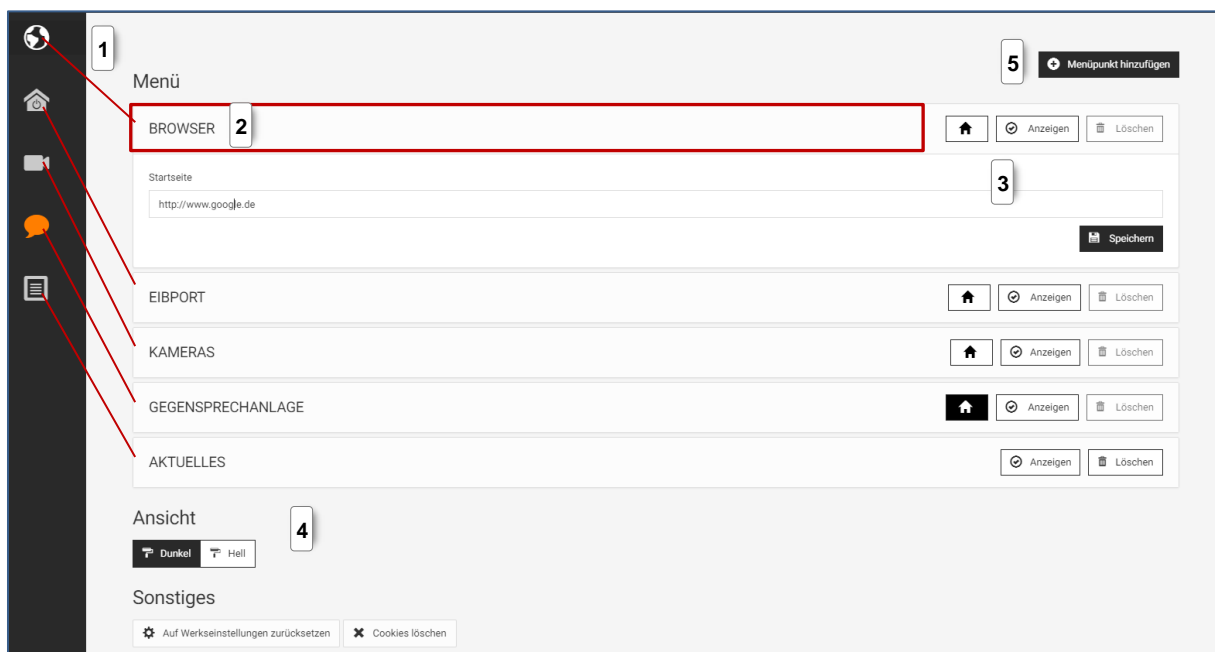 1
5
Menüpunkt hinzufügen
Menü
BROWSER 2
Anzeigen Löschen
Startseite
3
http://www.google.de
Speichern
EIBPORT Anzeigen Löschen
KAMERAS Anzeigen Löschen
GEGENSPRECHANLAGE Anzeigen Löschen
AKTUELLES Anzeigen Löschen
Ansicht
4
Dunkel Hell
Sonstiges
Auf Werkseinstellungen zurücksetzen Cookies löschen